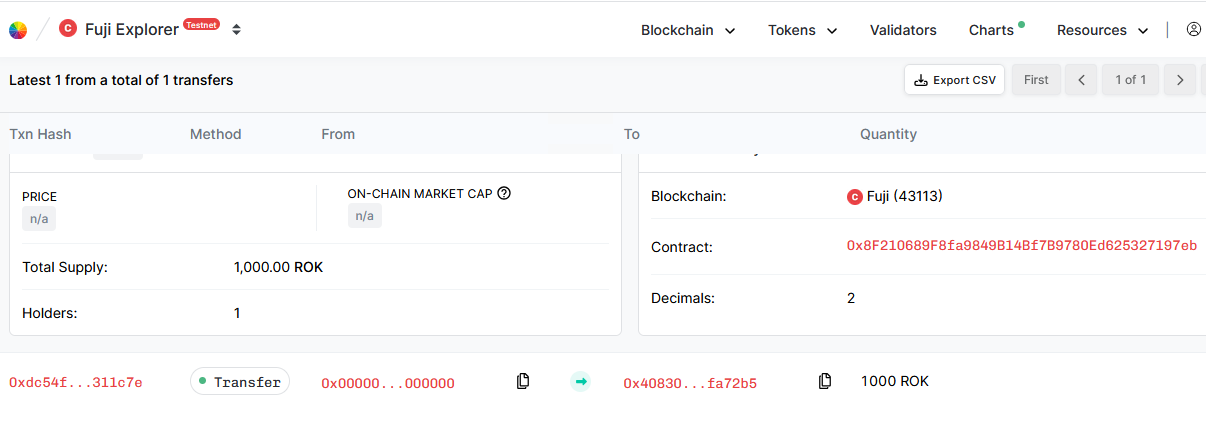 Fuji Explorer Testnet
Blockchain Tokens Validators Charts Resources
Latest 1 from a total of 1 transfers
Export CSV First 1 of 1
Txn Hash Method From To Quantity
PRICE
n/a
ON-CHAIN MARKET CAP
n/a
Total Supply: 1,000.00 ROK
Holders: 1
Blockchain: C Fuji (43113)
Contract: 0x8F210689F8fa9849B14Bf7B9780Ed625327197eb
Decimals: 2
0xdc54f...311c7e Transfer 0x00000...000000 0x40830...fa72b5 1000 ROK